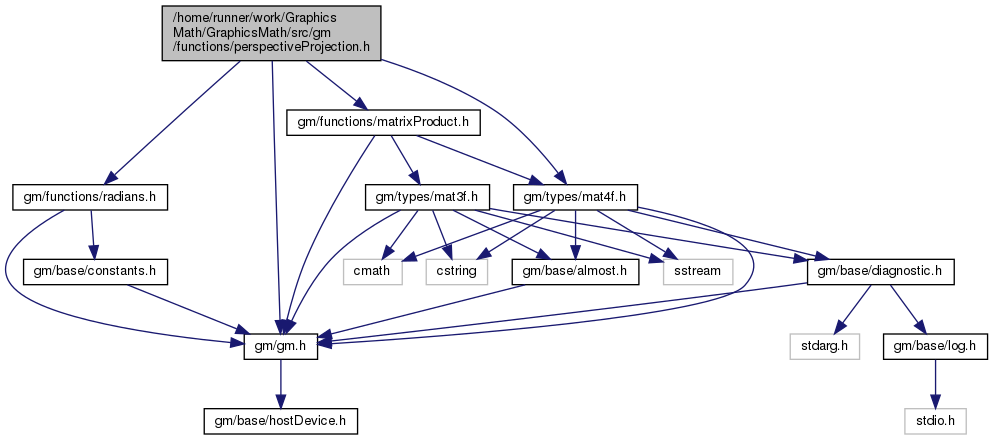 /home/runner/work/Graphics
Math/GraphicsMath/src/gm
/functions/perspectiveProjection.h
gm/functions/matrixProduct.h
gm/functions/radians.h
gm/types/mat3f.h
gm/types/mat4f.h
gm/base/constants.h
cmath
cstring
gm/base/almost.h
sstream
gm/base/diagnostic.h
gm/gm.h
stdarg.h
gm/base/log.h
gm/base/hostDevice.h
stdio.h